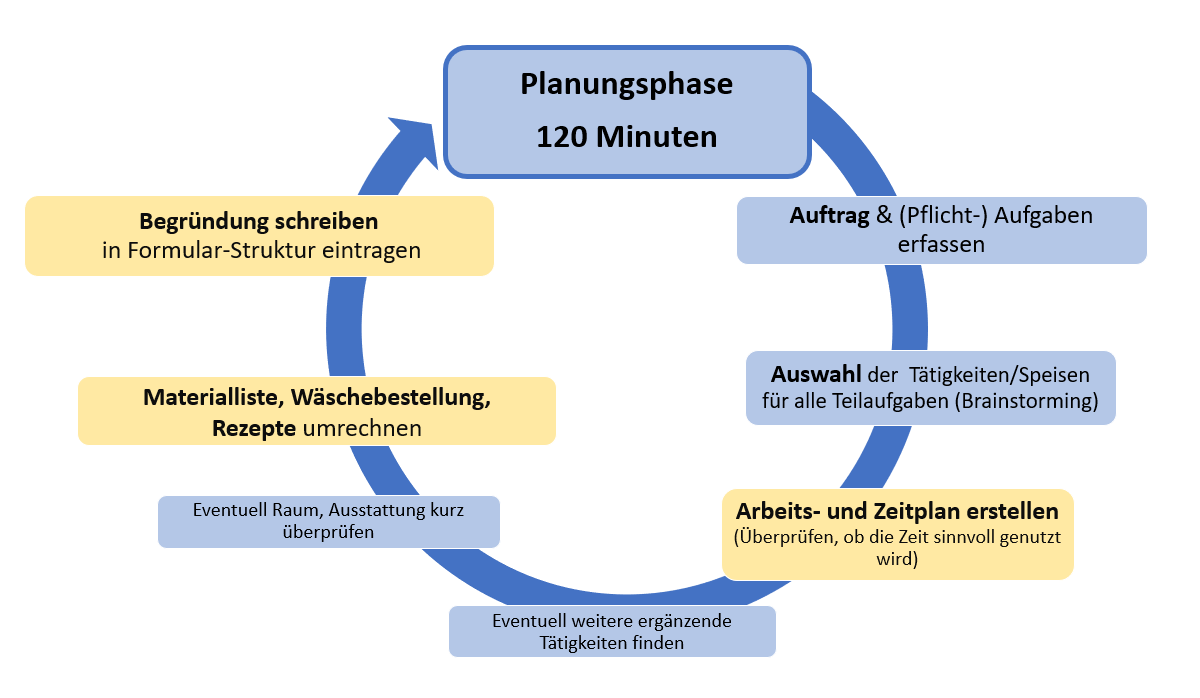 Planungsphase
120 Minuten
Auftrag & (Pflicht-) Aufgaben
erfassen
Auswahl der Tätigkeiten/Speisen
für alle Teilaufgaben (Brainstorming)
Arbeits- und Zeitplan erstellen
(Überprüfen, ob die Zeit sinnvoll genutzt
wird)
Eventuell weitere ergänzende
Tätigkeiten finden
Eventuell Raum, Ausstattung kurz
überprüfen
Materialliste, Wäschebestellung,
Rezepte umrechnen
Begründung schreiben
in Formular-Struktur eintragen